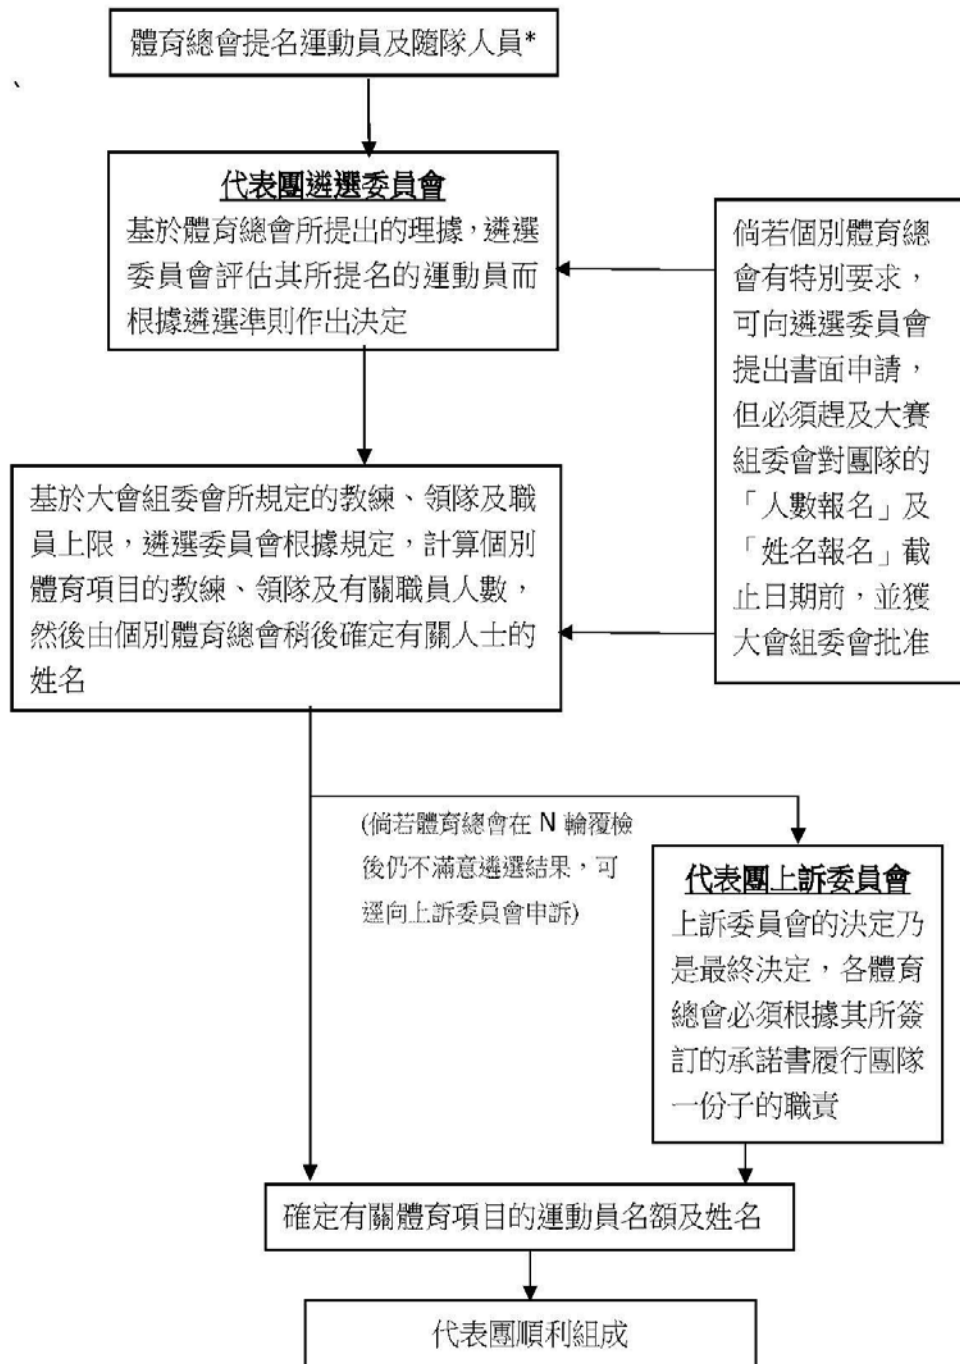 體育總會提名運動員及隨隊人員*
、
代表團遴選委員會
基於體育總會所提出的理據，遴選
委員會評估其所提名的運動員而
根據遴選準則作出決定
倘若個別體育總
會有特別要求，
可向遴選委員會
提出書面申請，
但必須趕及大賽
組委會對團隊的
「人數報名」及
「姓名報名」截
止日期前，並獲
大會組委會批准
基於大會組委會所規定的教練、領隊及職
員上限，遴選委員會根據規定，計算個別
體育項目的教練、領隊及有關職員人數，
然後由個別體育總會稍後確定有關人士的
姓名
(倘若體育總會在 N 輪覆檢
後仍不滿意遴選結果，可
逕向上訴委員會申訴)
代表團上訴委員會
上訴委員會的決定乃
是最終決定，各體育
總會必須根據其所簽
訂的承諾書履行團隊
一份子的職責
確定有關體育項目的運動員名額及姓名
代表團順利組成